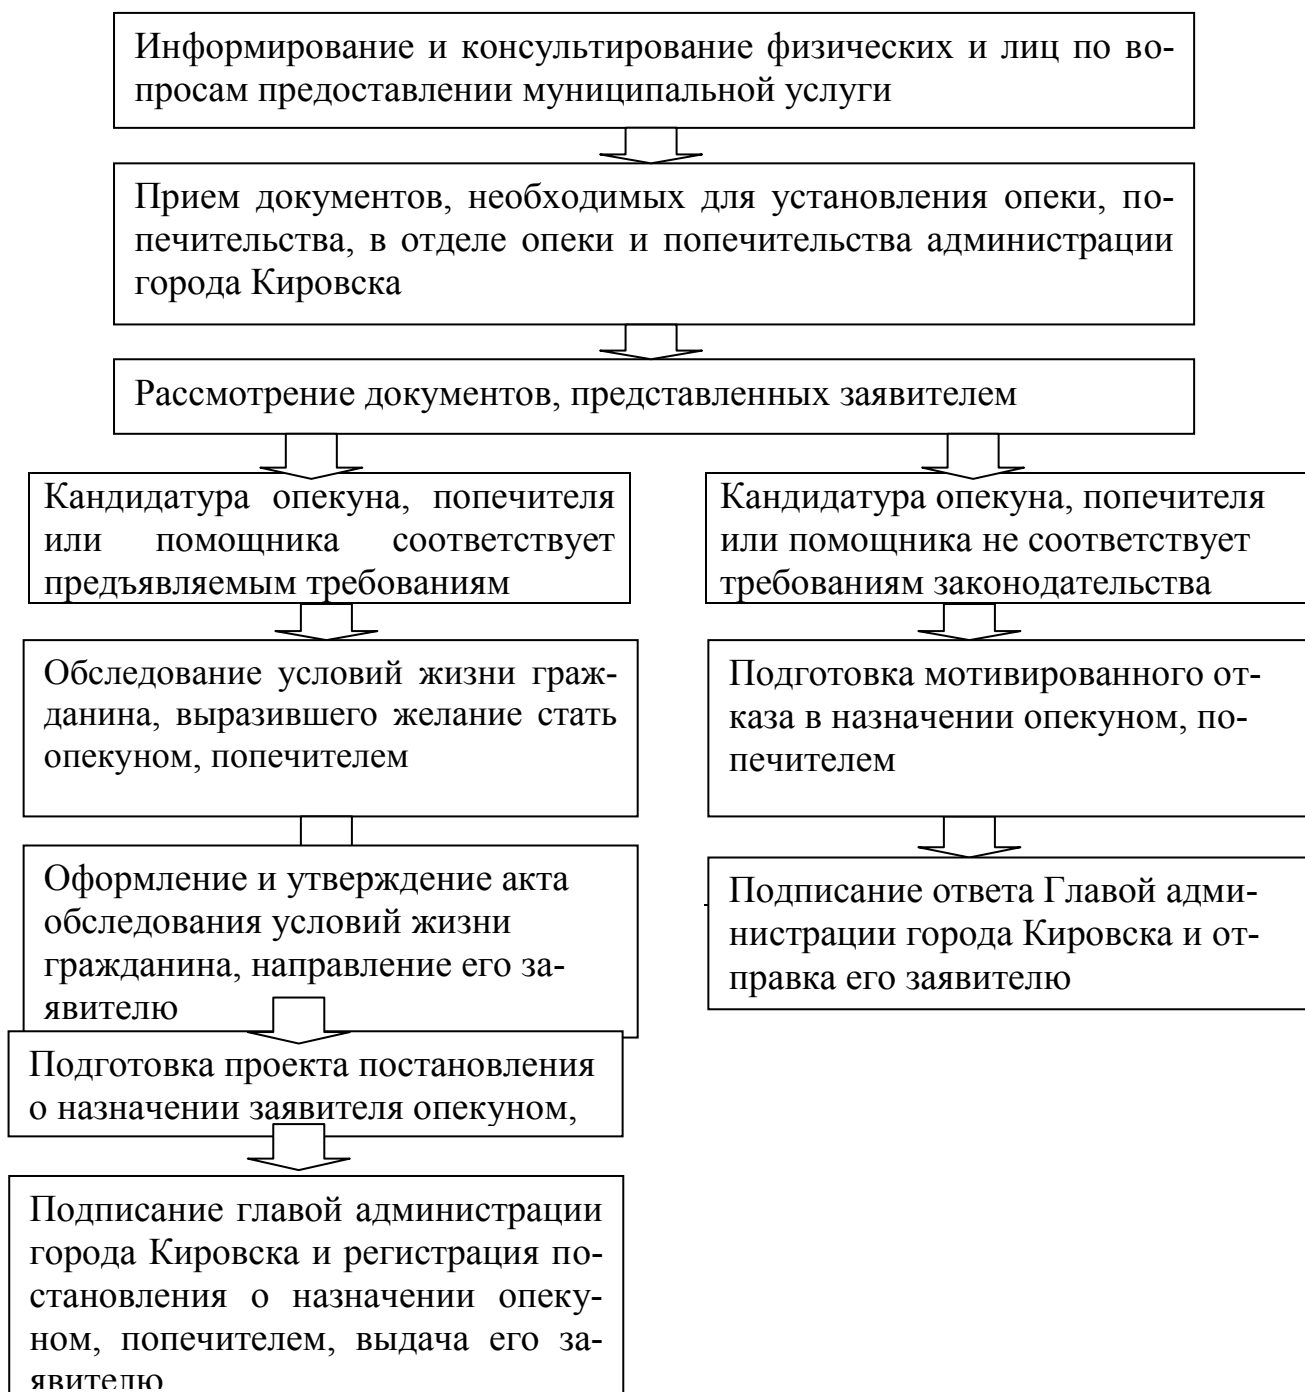 Информирование и консультирование физических и лиц по во-
просам предоставлении муниципальной услуги
Прием документов, необходимых для установления опеки, по-
печительства, в отделе опеки и попечительства администрации
города Кировска
Рассмотрение документов, представленных заявителем
Кандидатура опекуна, попечителя
или помощника соответствует
предъявляемым требованиям
Кандидатура опекуна, попечителя
или помощника не соответствует
требованиям законодательства
Обследование условий жизни граж-
данина, выразившего желание стать
опекуном, попечителем
Подготовка мотивированного от-
каза в назначении опекуном, по-
печителем
Оформление и утверждение акта
обследования условий жизни
гражданина, направление его за-
явителю
Подписание ответа Главой адми-
нистрации города Кировска и от-
правка его заявителю
Подготовка проекта постановления
о назначении заявителя опекуном,
Подписание главой администрации
города Кировска и регистрация по-
становления о назначении опеку-
ном, попечителем, выдача его за-
явителю